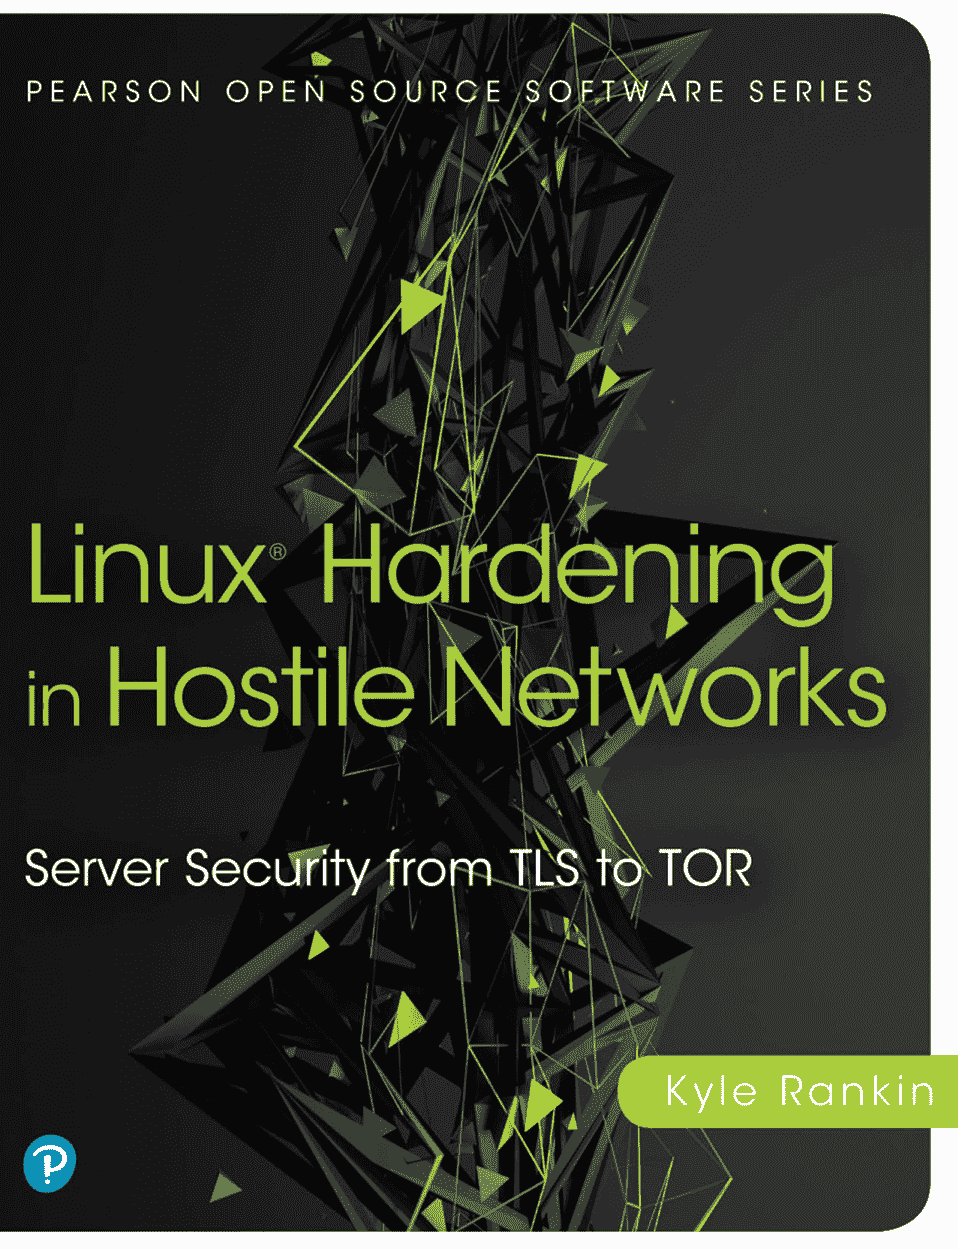 PEARSON OPEN SOURCE SOFTWARE SERIES
Linux® Hardening
in Hostile Networks
Server Security from TLS to TOR
Kyle Rankin
P